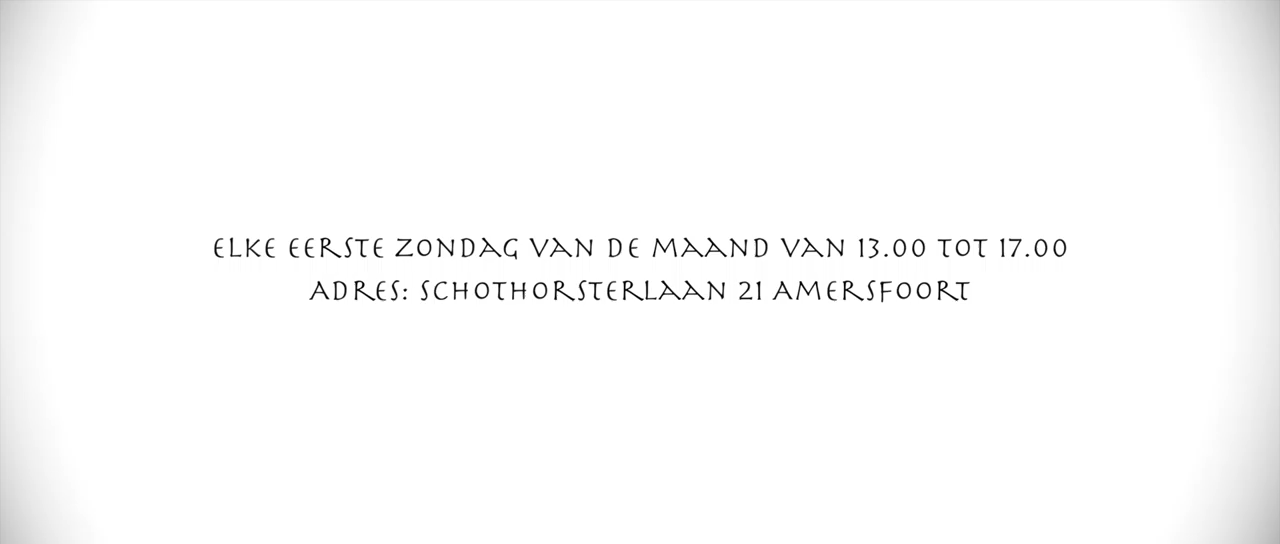 Elke eerste zondag van de maand van 13.00 tot 17.00
Adres: Schothorsterlaan 21 Amersfoort